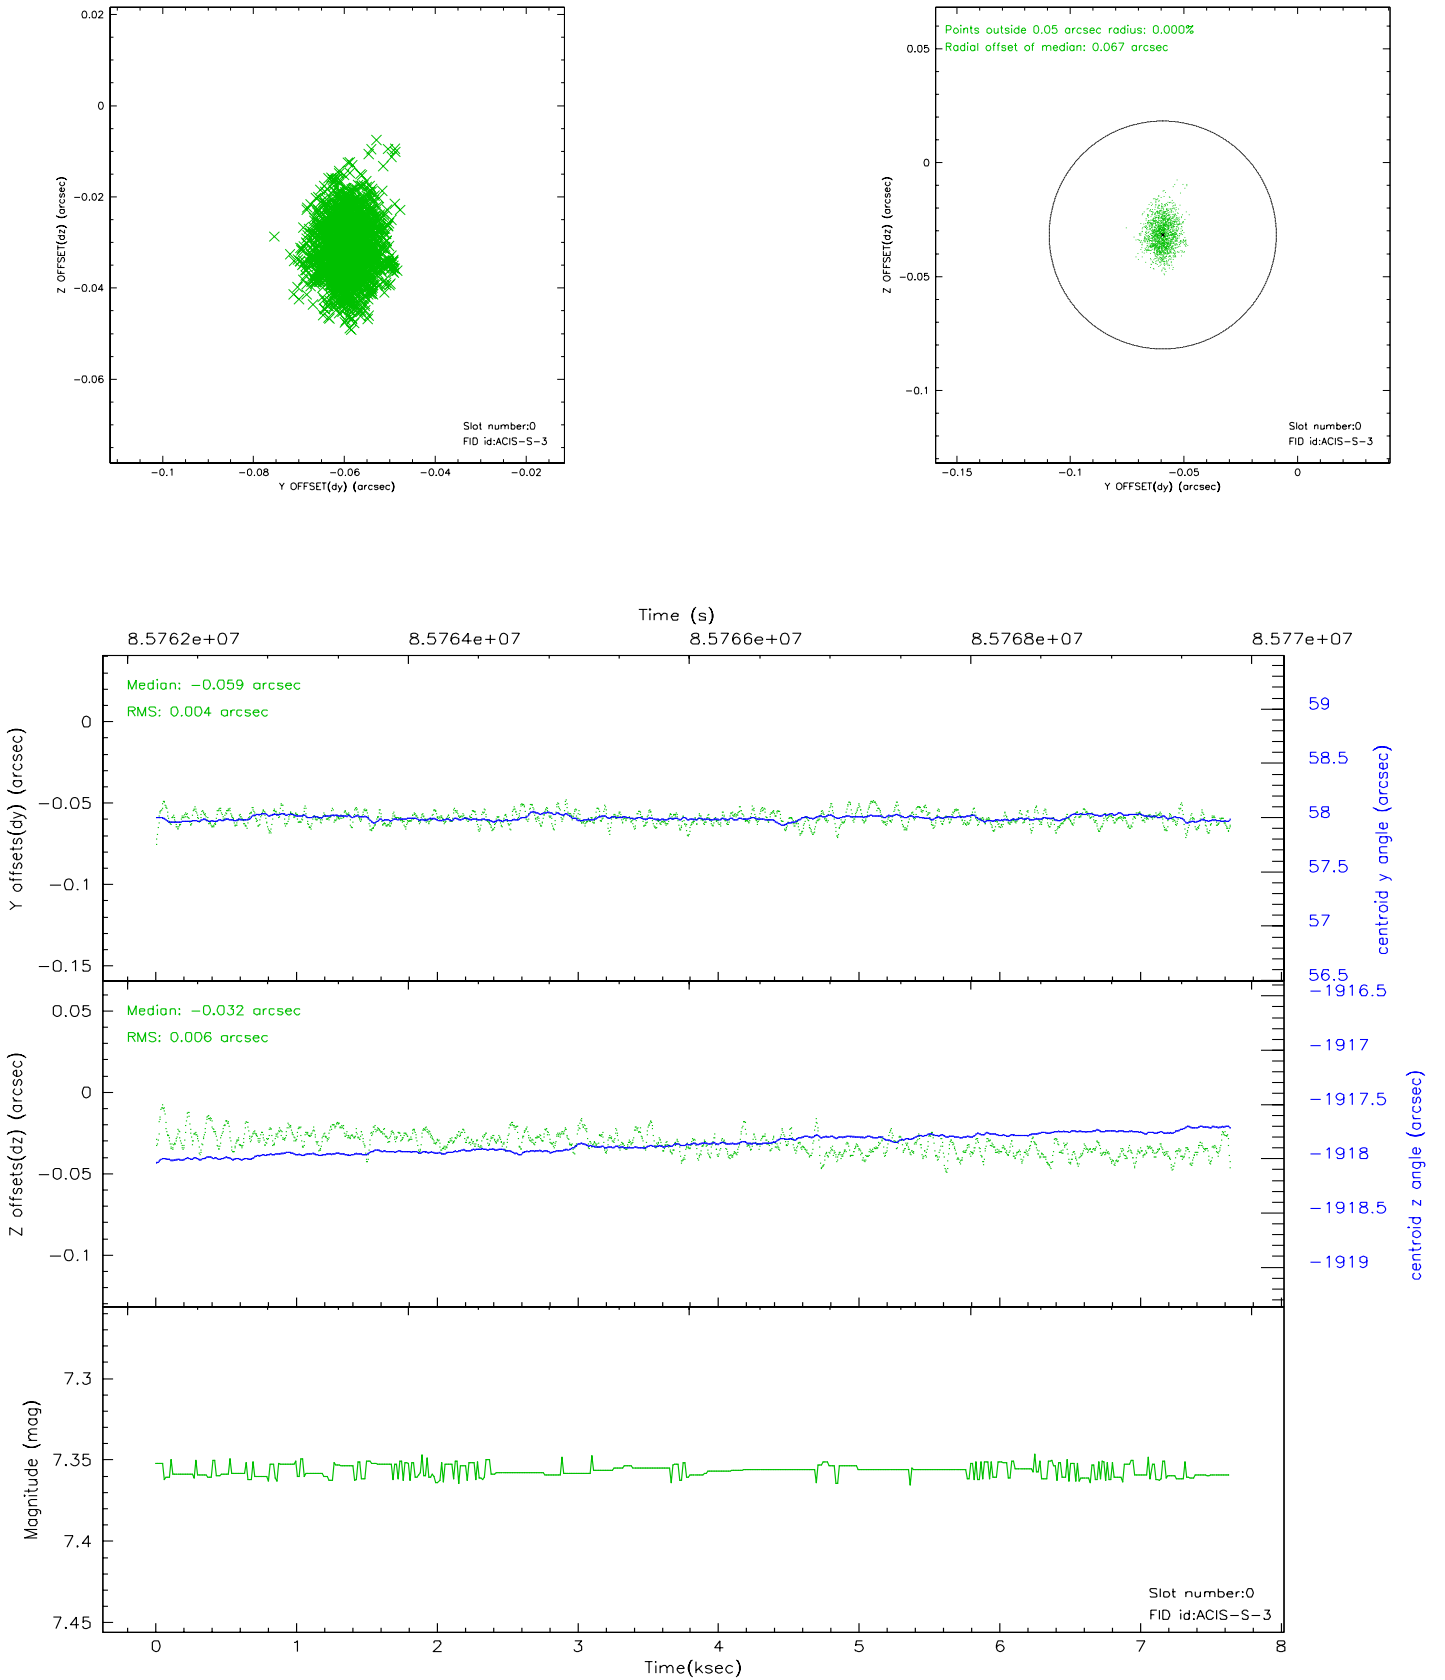 0.02
0
−0.02
−0.04
−0.06
Z OFFSET(dz) (arcsec)
Slot number:0
FID id:ACIS−S−3
−0.1
−0.08
−0.06
−0.04
−0.02
Y OFFSET(dy) (arcsec)
Points outside 0.05 arcsec radius: 0.000%
Radial offset of median: 0.067 arcsec
0.05
0
−0.05
−0.1
Z OFFSET(dz) (arcsec)
Slot number:0
FID id:ACIS−S−3
−0.15
−0.1
−0.05
0
Y OFFSET(dy) (arcsec)
Time (s)
8.5762e+07
8.5764e+07
8.5766e+07
8.5768e+07
8.577e+07
Median: −0.059 arcsec
RMS: 0.004 arcsec
0
−0.05
−0.1
−0.15
Y offsets(dy) (arcsec)
59
58.5
58
57.5
57
56.5
centroid y angle (arcsec)
Median: −0.032 arcsec
RMS: 0.006 arcsec
0.05
0
−0.05
−0.1
Z offsets(dz) (arcsec)
−1916.5
−1917
−1917.5
−1918
−1918.5
−1919
centroid z angle (arcsec)
7.3
7.35
7.4
7.45
Magnitude (mag)
Slot number:0
FID id:ACIS−S−3
0
1
2
3
4
5
6
7
8
Time(ksec)